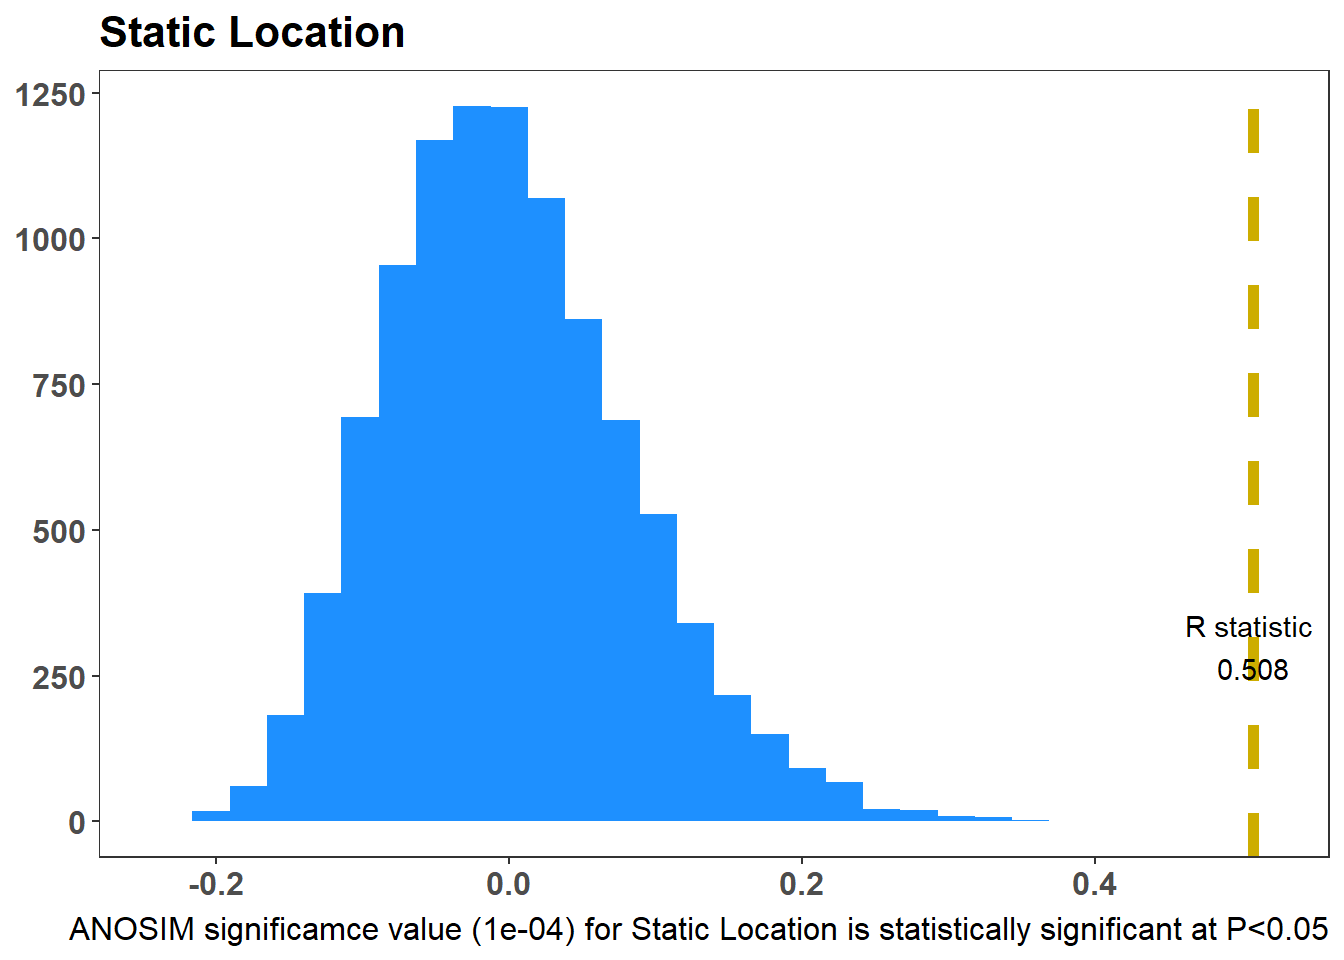 Static Location
1250
1000
750
500
250
0
R statistic
0.508
-0.2 0.0 0.2 0.4
ANOSIM significamce value (1e-04) for Static Location is statistically significant at P<0.05